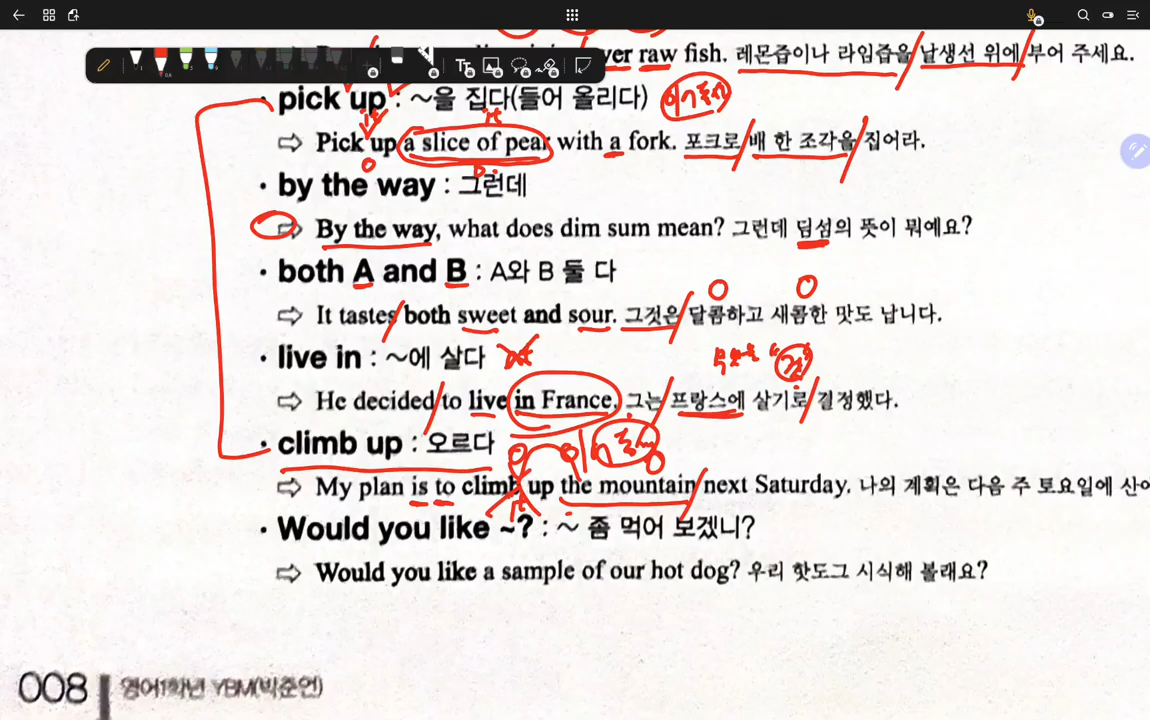 ver raw fish. 레몬즙이나 라임즙을 날생선 위에 부어 주세요.
· pick up : ~을 집다(들어 올리다) 이어동사
it it
⇨ Pick up a slice of pear with a fork. 포크로 배 한 조각을 집어라.
· by the way : 그런데
⇨ By the way, what does dim sum mean? 그런데 딤섬의 뜻이 뭐예요?
· both A and B : A와 B 둘 다
⇨ It tastes both sweet and sour. 그것은 달콤하고 새콤한 맛도 납니다.
· live in : ~에 살다
⇨ He decided to live in France. 그는 프랑스에 살기로 결정했다.
· climb up : 오르다
⇨ My plan is to climb up the mountain next Saturday. 나의 계획은 다음 주 토요일에 산에
it
· Would you like ~? : ~ 좀 먹어 보겠니?
⇨ Would you like a sample of our hot dog? 우리 핫도그 시식해 볼래요?
008 영어1학년 YBM(박준언)